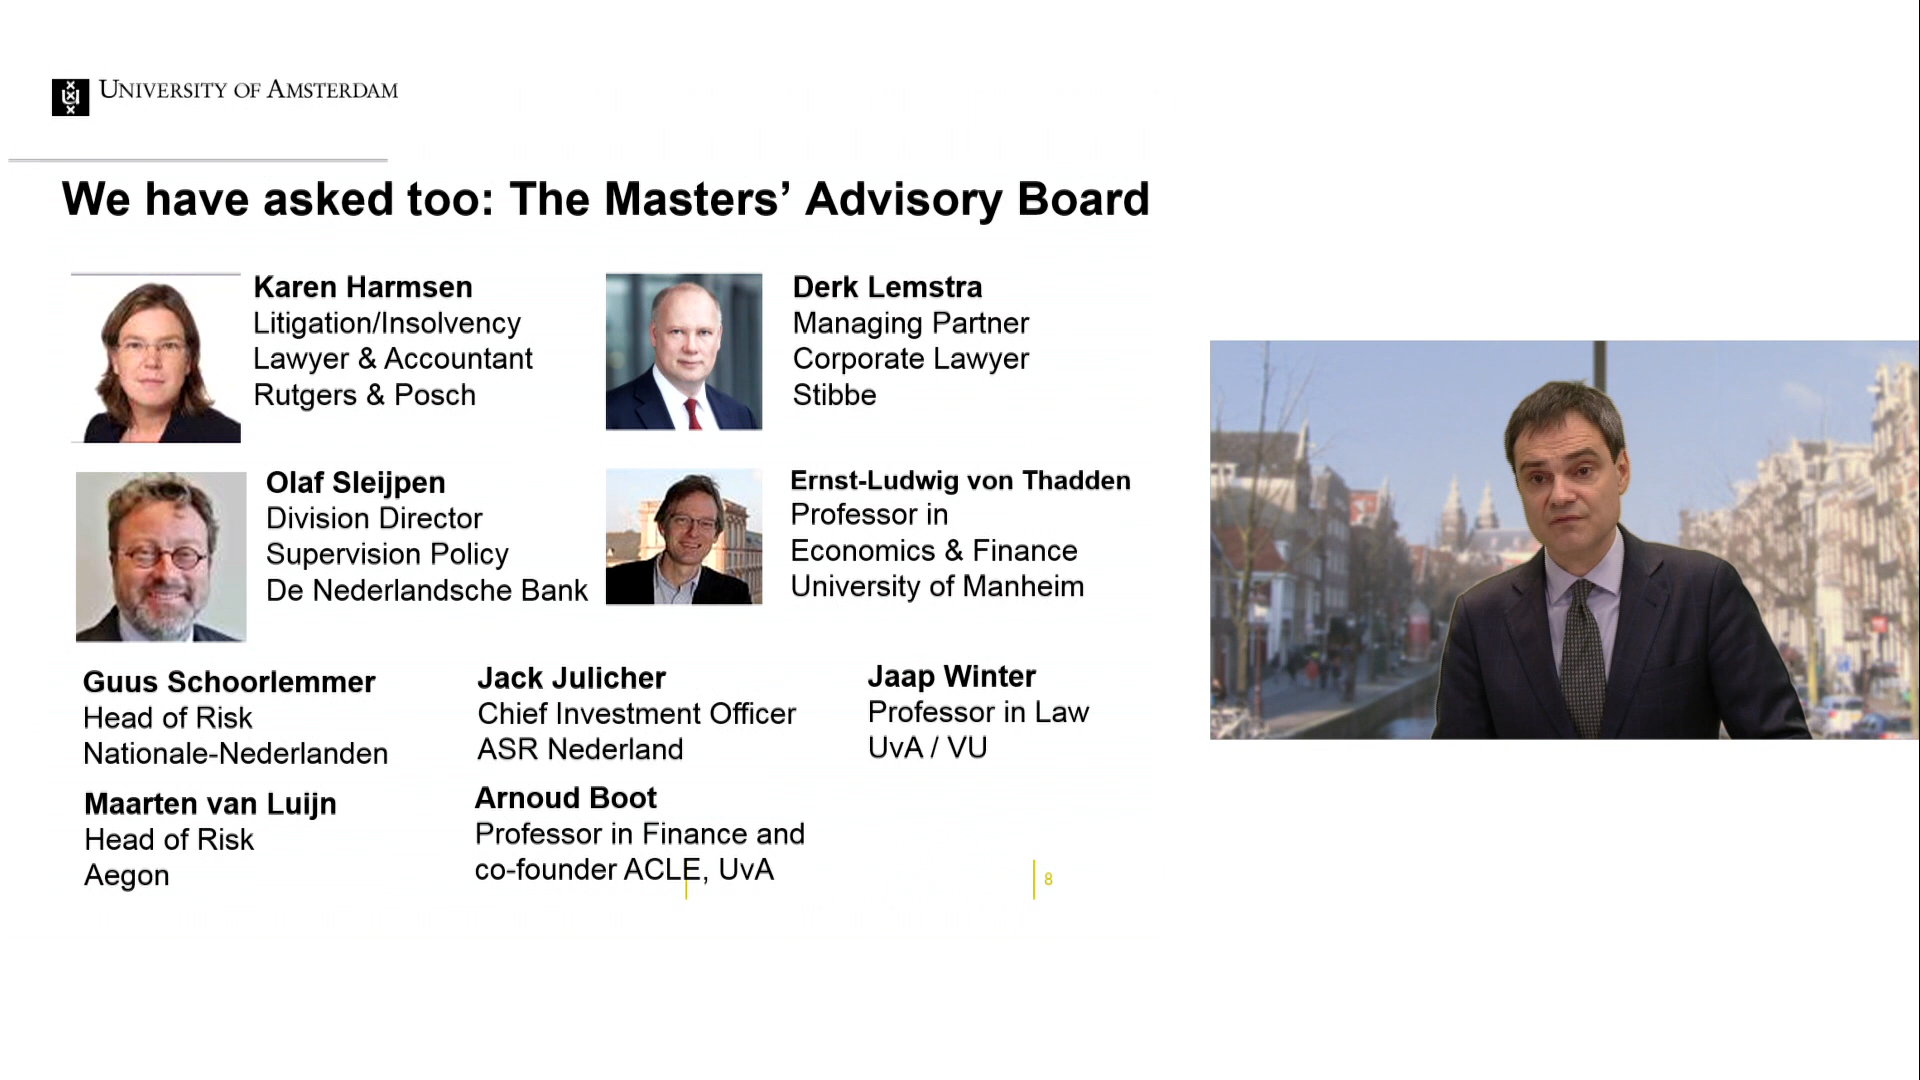 UNIVERSITY OF AMSTERDAM
We have asked too: The Masters’ Advisory Board
Karen Harmsen
Litigation/Insolvency
Lawyer & Accountant
Rutgers & Posch
Derk Lemstra
Managing Partner
Corporate Lawyer
Stibbe
Olaf Sleijpen
Division Director
Supervision Policy
De Nederlandsche Bank
Ernst-Ludwig von Thadden
Professor in
Economics & Finance
University of Manheim
Guus Schoorlemmer
Head of Risk
Nationale-Nederlanden
Jack Julicher
Chief Investment Officer
ASR Nederland
Jaap Winter
Professor in Law
UvA / VU
Maarten van Luijn
Head of Risk
Aegon
Arnoud Boot
Professor in Finance and
co-founder ACLE, UvA
8